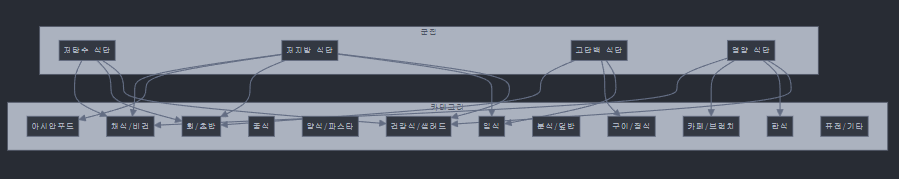 루틴
저탄수 식단
저지방 식단
고단백 식단
영양 식단
카테고리
아시안푸드
채식/비건
회/초밥
중식
양식/파스타
건강식/샐러드
일식
분식/덮밥
구이/찜식
카페/브런치
한식
퓨전/기타